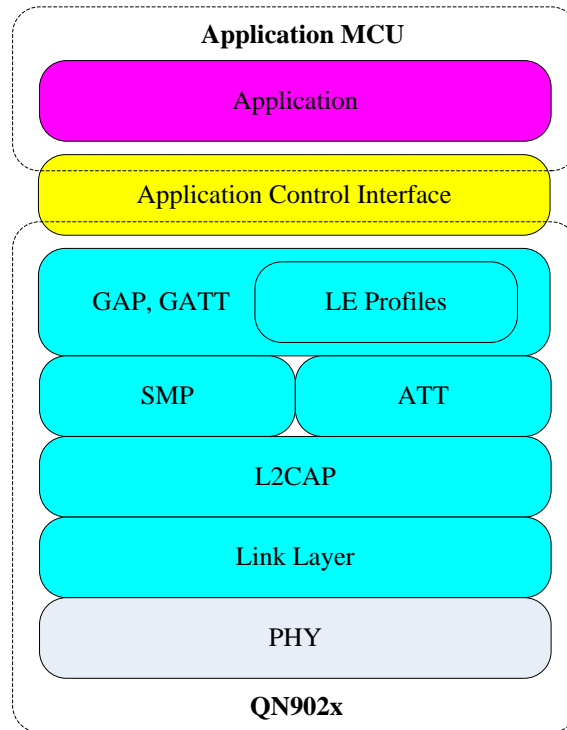 Application MCU
Application
Application Control Interface
GAP, GATT
LE Profiles
SMP
ATT
L2CAP
Link Layer
PHY
QN902x